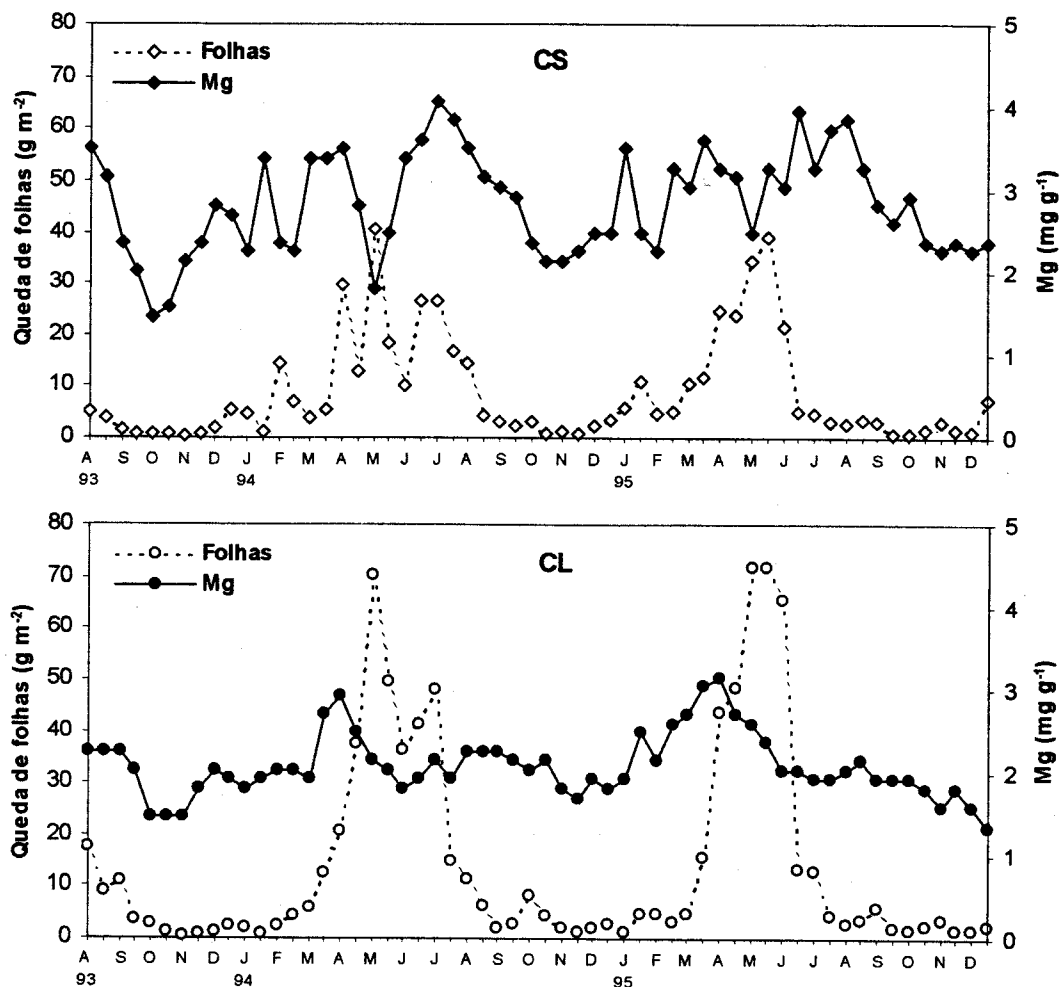 80
70
60
50
40
30
20
10
0
Queda de folhas (g m⁻²)
Folhas
Mg
CS
5
4
3
2
1
0
Mg (mg g⁻¹)
A S O N D J F M A M J J A S O N D J F M A M J J A S O N D
93 94 95
80
70
60
50
40
30
20
10
0
Queda de folhas (g m⁻²)
Folhas
Mg
CL
5
4
3
2
1
0
Mg (mg g⁻¹)
A S O N D J F M A M J J A S O N D J F M A M J J A S O N D
93 94 95